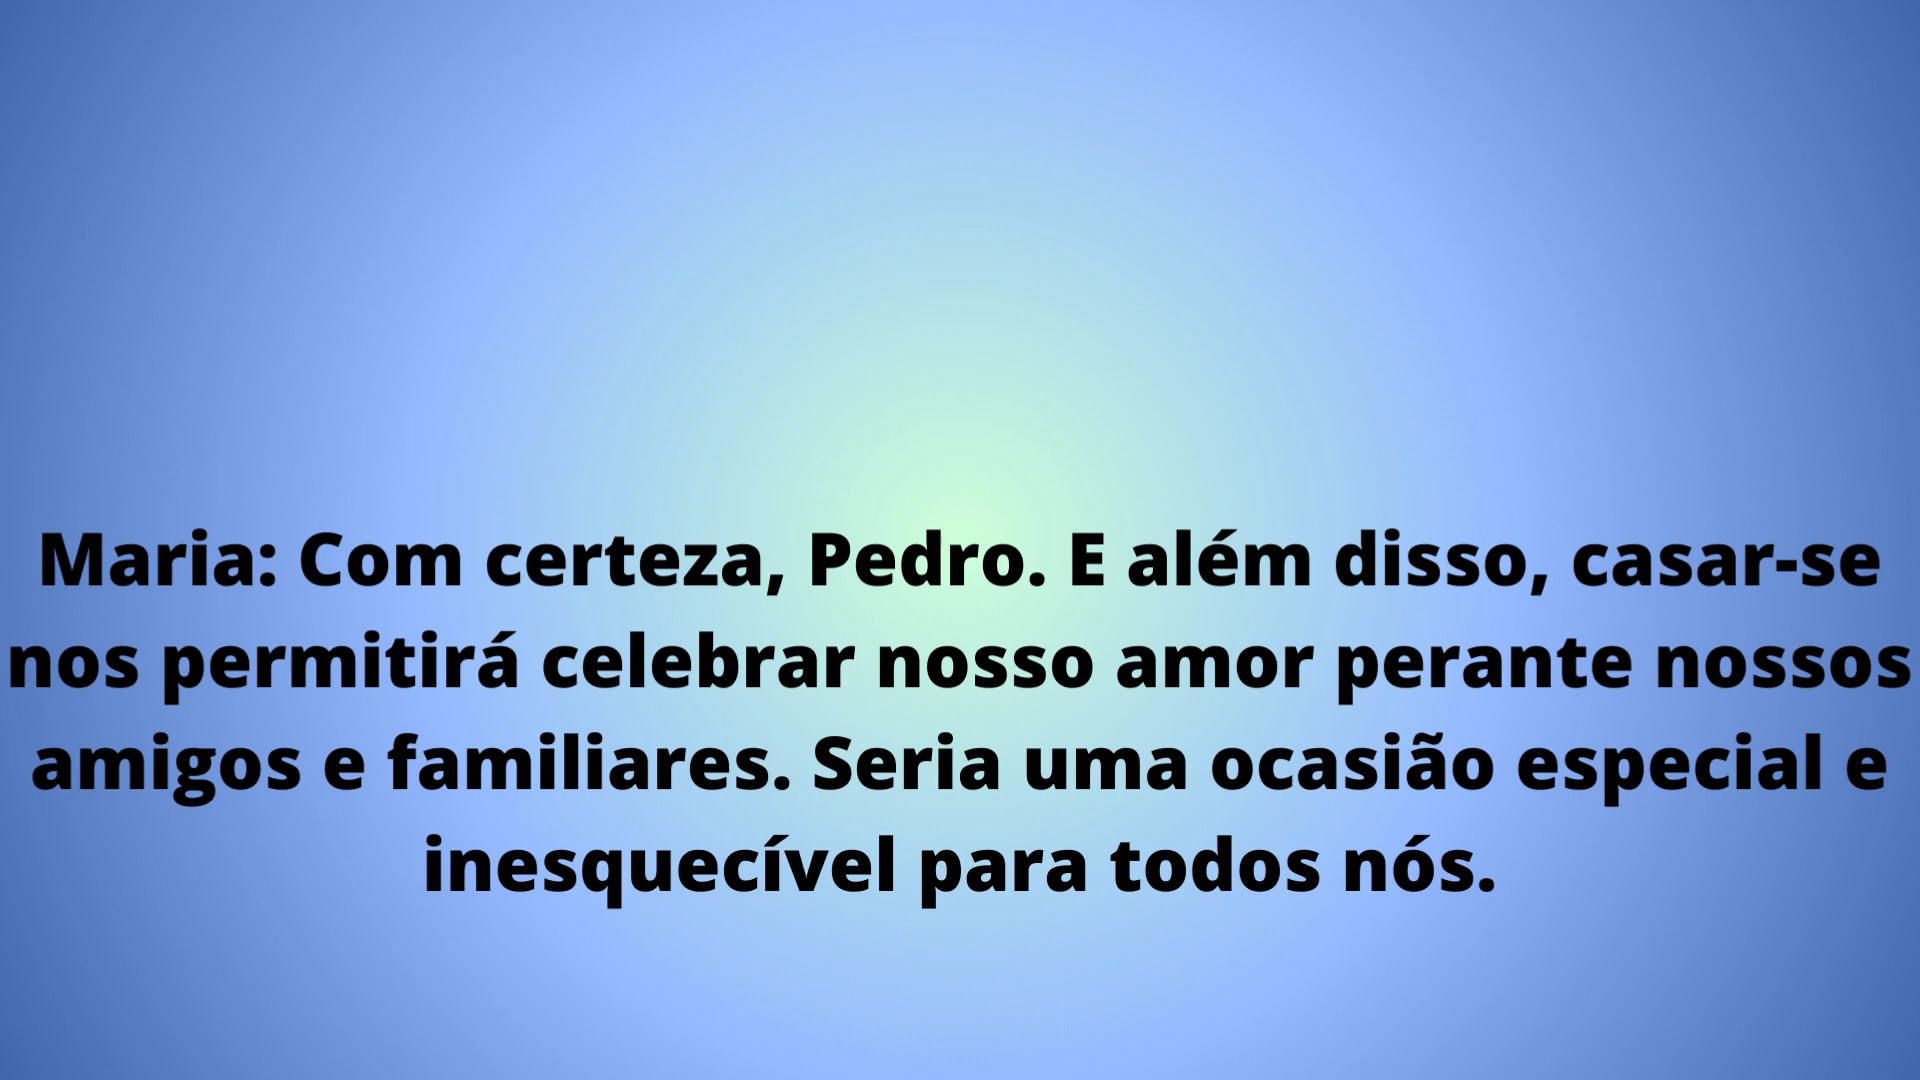 Maria: Com certeza, Pedro. E além disso, casar-se
nos permitirá celebrar nosso amor perante nossos
amigos e familiares. Seria uma ocasião especial e
inesquecível para todos nós.